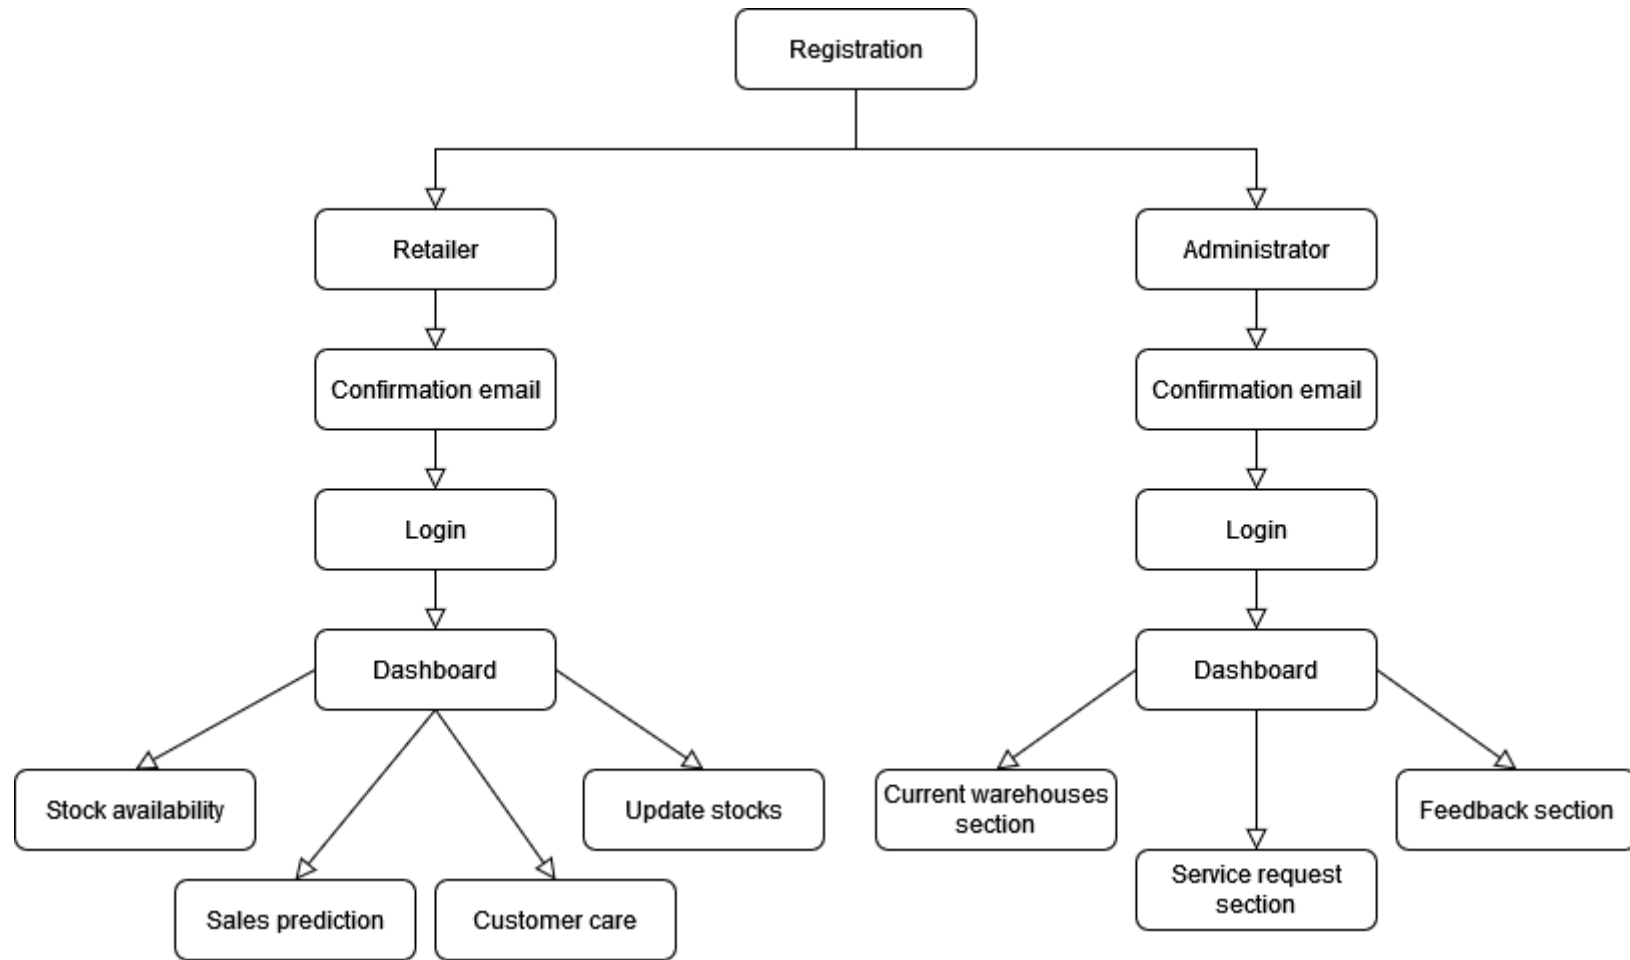 Registration
Retailer
Administrator
Confirmation email
Confirmation email
Login
Login
Dashboard
Dashboard
Stock availability
Update stocks
Current warehouses
section
Feedback section
Sales prediction
Customer care
Service request
section